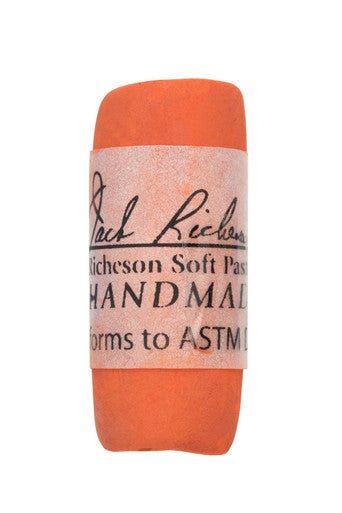 Jack Richeson
Richeson Soft Pas
HANDMAD
forms to ASTM D